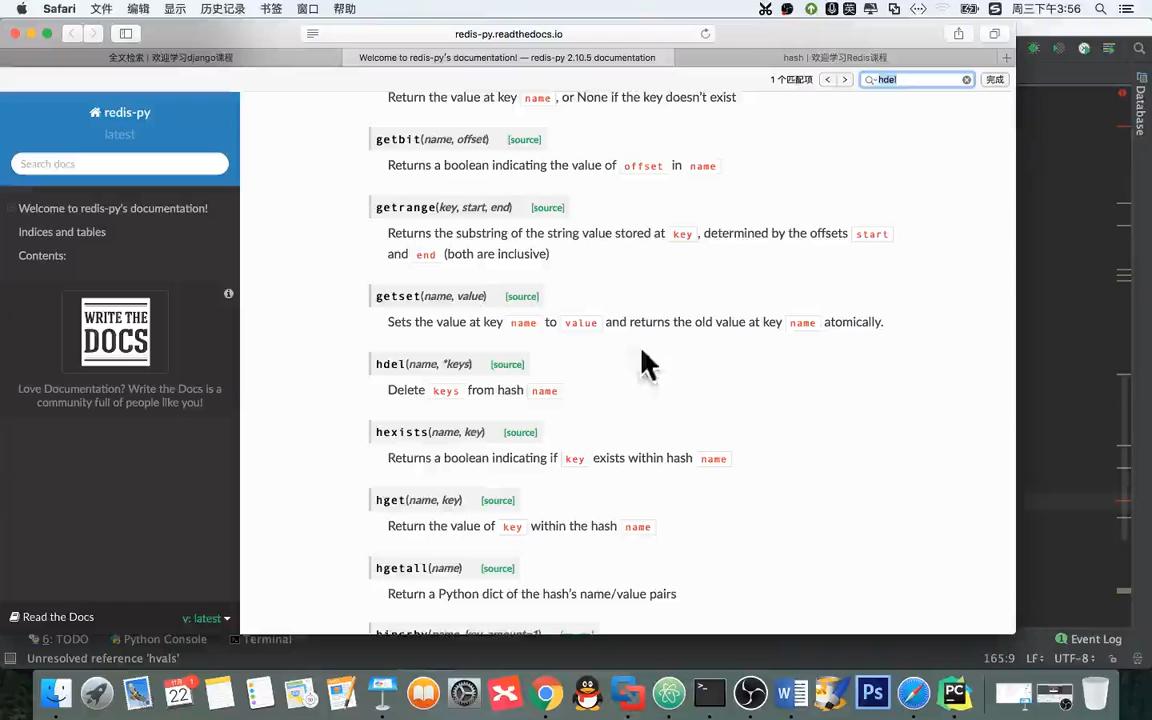 Safari 文件 编辑 显示 历史记录 书签 窗口 帮助
英 周三下午3:56
redis-py.readthedocs.io
全文检索 | 欢迎学习django课程
Welcome to redis-py's documentation! — redis-py 2.10.5 documentation
hash | 欢迎学习Redis课程
1 个匹配项 < > hdel 完成
redis-py
latest
Search docs
Welcome to redis-py's documentation!
Indices and tables
Contents:
WRITE
THE
DOCS
Love Documentation? Write the Docs is a
community full of people like you!
Read the Docs v: latest
Return the value at key name, or None if the key doesn't exist
getbit(name, offset) [source]
Returns a boolean indicating the value of offset in name
getrange(key, start, end) [source]
Returns the substring of the string value stored at key, determined by the offsets start
and end (both are inclusive)
getset(name, value) [source]
Sets the value at key name to value and returns the old value at key name atomically.
hdel(name, *keys) [source]
Delete keys from hash name
hexists(name, key) [source]
Returns a boolean indicating if key exists within hash name
hget(name, key) [source]
Return the value of key within the hash name
hgetall(name) [source]
Return a Python dict of the hash's name/value pairs
hincrby(name, key, amount=1)
Database
6: TODO Python Console Terminal Event Log
Unresolved reference 'hvals' 165:9 LF: UTF-8:
22
Ps
PC